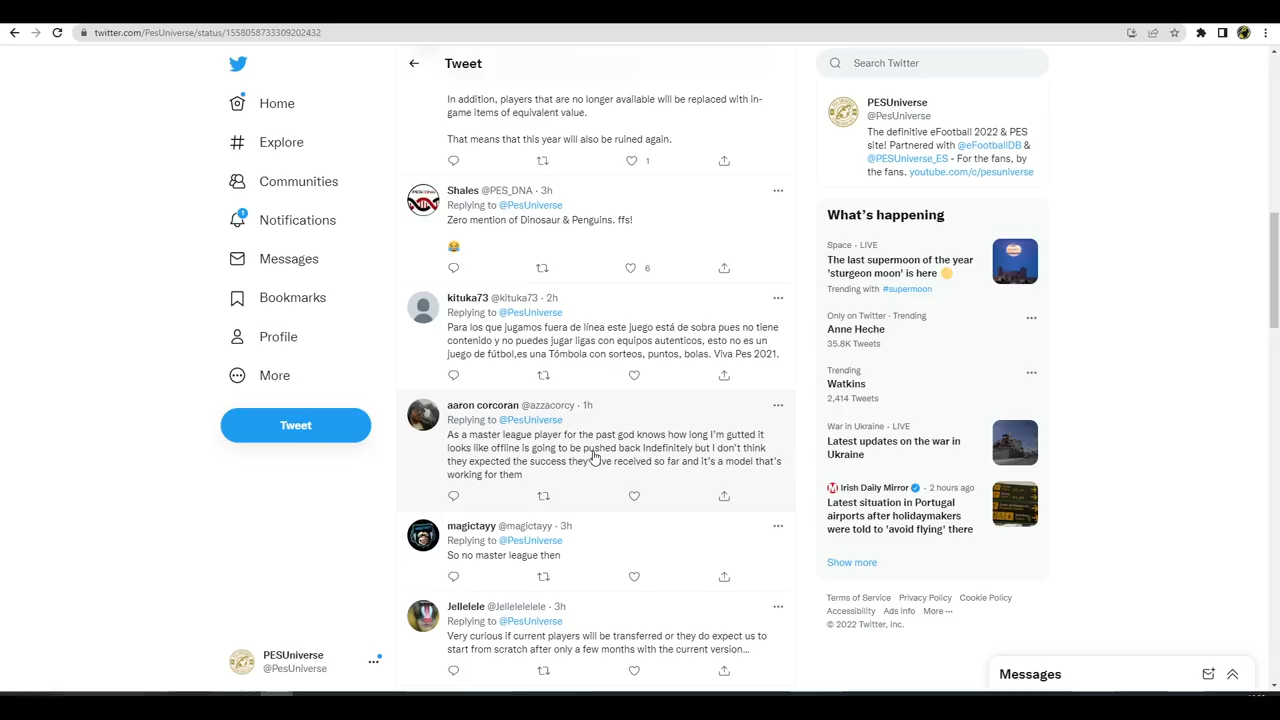 twitter.com/PesUniverse/status/1558058733309202432
Home
Explore
Communities
1
Notifications
Messages
Bookmarks
Profile
More
Tweet
PESUniverse
@PesUniverse
Tweet
In addition, players that are no longer available will be replaced with in-
game items of equivalent value.
That means that this year will also be ruined again.
1
Shales @PES_DNA · 3h
Replying to @PESUniverse
Zero mention of Dinosaur & Penguins. ffs!
😂
6
kituka73 @kituka73 · 2h
Replying to @PESUniverse
Para los que jugamos fuera de línea este juego está de sobra pues no tiene
contenido y no puedes jugar ligas con equipos autenticos, esto no es un
juego de fútbol,es una Tómbola con sorteos, puntos, bolas. Viva Pes 2021.
aaron corcoran @azzacorcy · 1h
Replying to @PesUniverse
As a master league player for the past god knows how long I'm gutted it
looks like offline is going to be pushed back Indefinitely but I don't think
they expected the success they've received so far and it's a model that's
working for them
magictayy @magictayy · 3h
Replying to @PESUniverse
So no master league then
Jellelele @Jellelelelele · 3h
Replying to @PESUniverse
Very curious if current players will be transferred or they do expect us to
start from scratch after only a few months with the current version...
Search Twitter
PESUniverse
@PesUniverse
The definitive eFootball 2022 & PES
site! Partnered with @eFootballDB &
@PESUniverse_ES - For the fans, by
the fans. youtube.com/c/pesuniverse
What's happening
Space · LIVE
The last supermoon of the year
'sturgeon moon' is here
Trending with #supermoon
Only on Twitter · Trending
Anne Heche
35.8K Tweets
Trending
Watkins
2,414 Tweets
War in Ukraine · LIVE
Latest updates on the war in
Ukraine
Irish Daily Mirror · 2 hours ago
Latest situation in Portugal
airports after holidaymakers
were told to 'avoid flying' there
Show more
Terms of Service Privacy Policy Cookie Policy
Accessibility Ads info More ···
© 2022 Twitter, Inc.
Messages